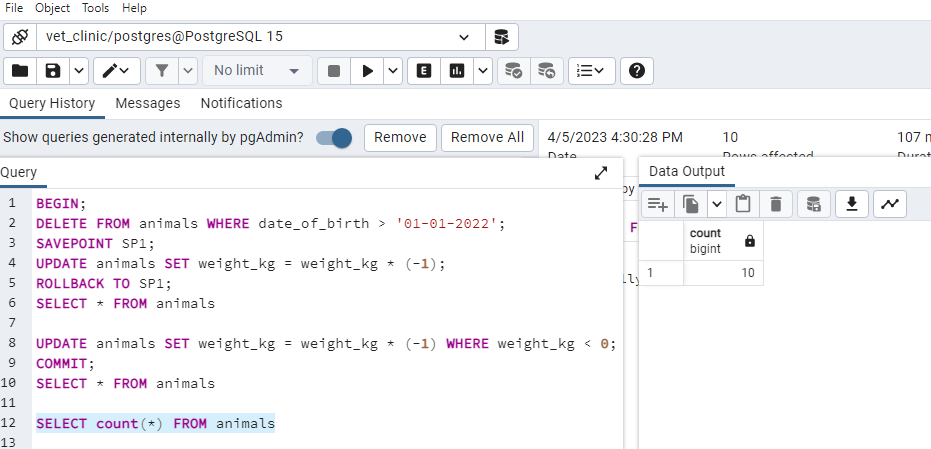 File Object Tools Help
vet_clinic/postgres@PostgreSQL 15
No limit
Query History Messages Notifications
Show queries generated internally by pgAdmin? Remove Remove All
4/5/2023 4:30:28 PM 10 107
Date Rows affected
Query
Data Output
1 BEGIN;
2 DELETE FROM animals WHERE date_of_birth > '01-01-2022';
3 SAVEPOINT SP1;
4 UPDATE animals SET weight_kg = weight_kg * (-1);
5 ROLLBACK TO SP1;
6 SELECT * FROM animals
7
8 UPDATE animals SET weight_kg = weight_kg * (-1) WHERE weight_kg < 0;
9 COMMIT;
10 SELECT * FROM animals
11
12 SELECT count(*) FROM animals
13
count
bigint
1 10